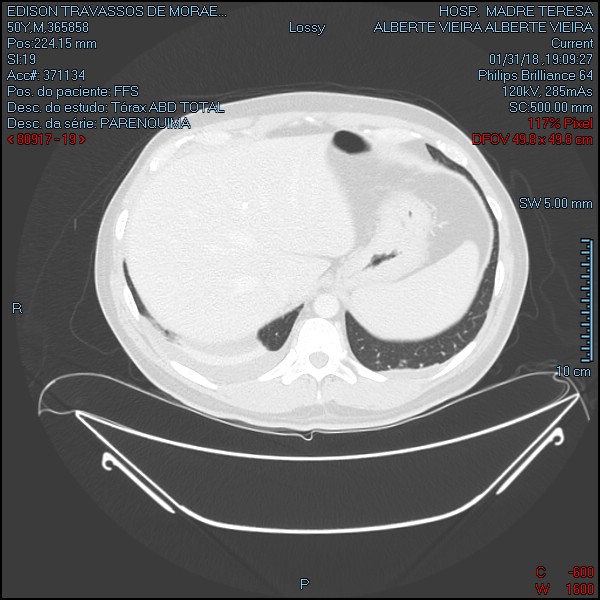 EDISON TRAVASSOS DE MORAE...
50Y,M,365858
Pos:224.15 mm
Sl:19
Acc#: 371134
Pos. do paciente: FFS
Desc. do estudo: Tórax ABD TOTAL
Desc. da série: PARENQUIMA
< 80917 - 19 >
Lossy
HOSP. MADRE TERESA
ALBERTE VIEIRA ALBERTE VIEIRA
Current
01/31/18 ,19:09:27
Philips Brilliance 64
120kV, 285mAs
SC:500.00 mm
117% Pixel
DFOV 49.8 x 49.8 cm
SW 5.00 mm
R
10 cm
P
C -600
W 1600